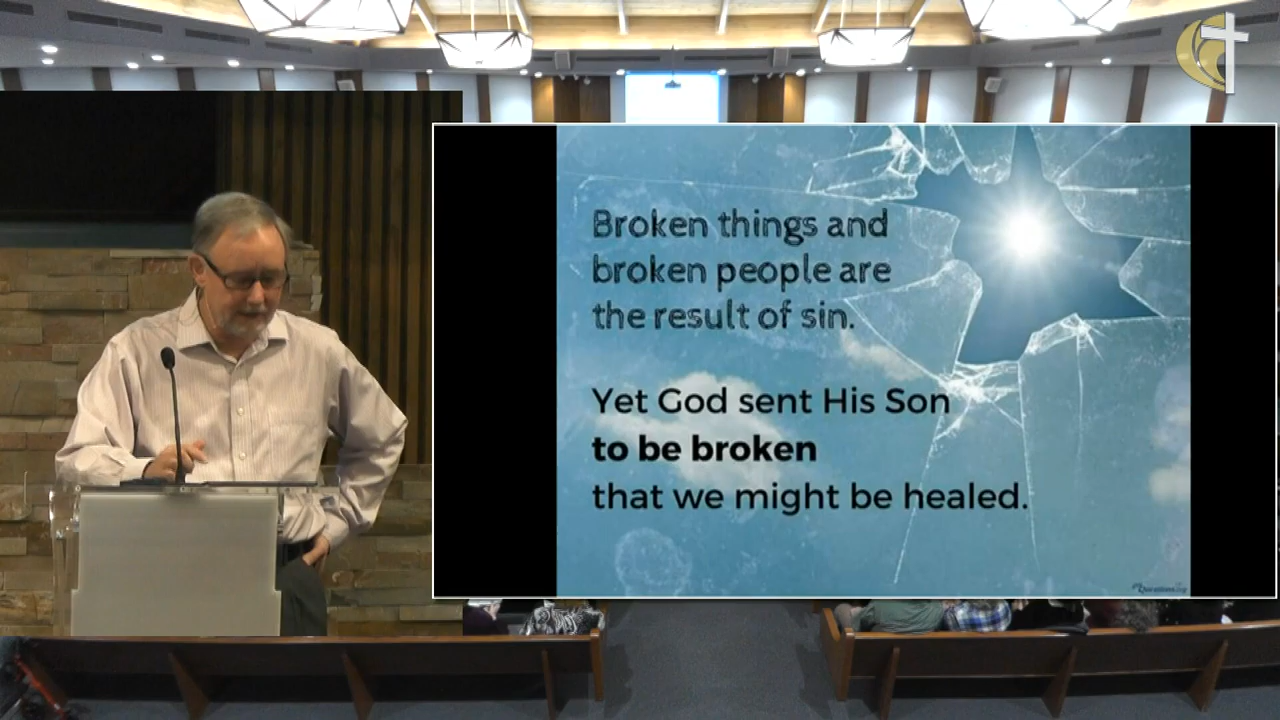 Broken things and
broken people are
the result of sin.
Yet God sent His Son
to be broken
that we might be healed.